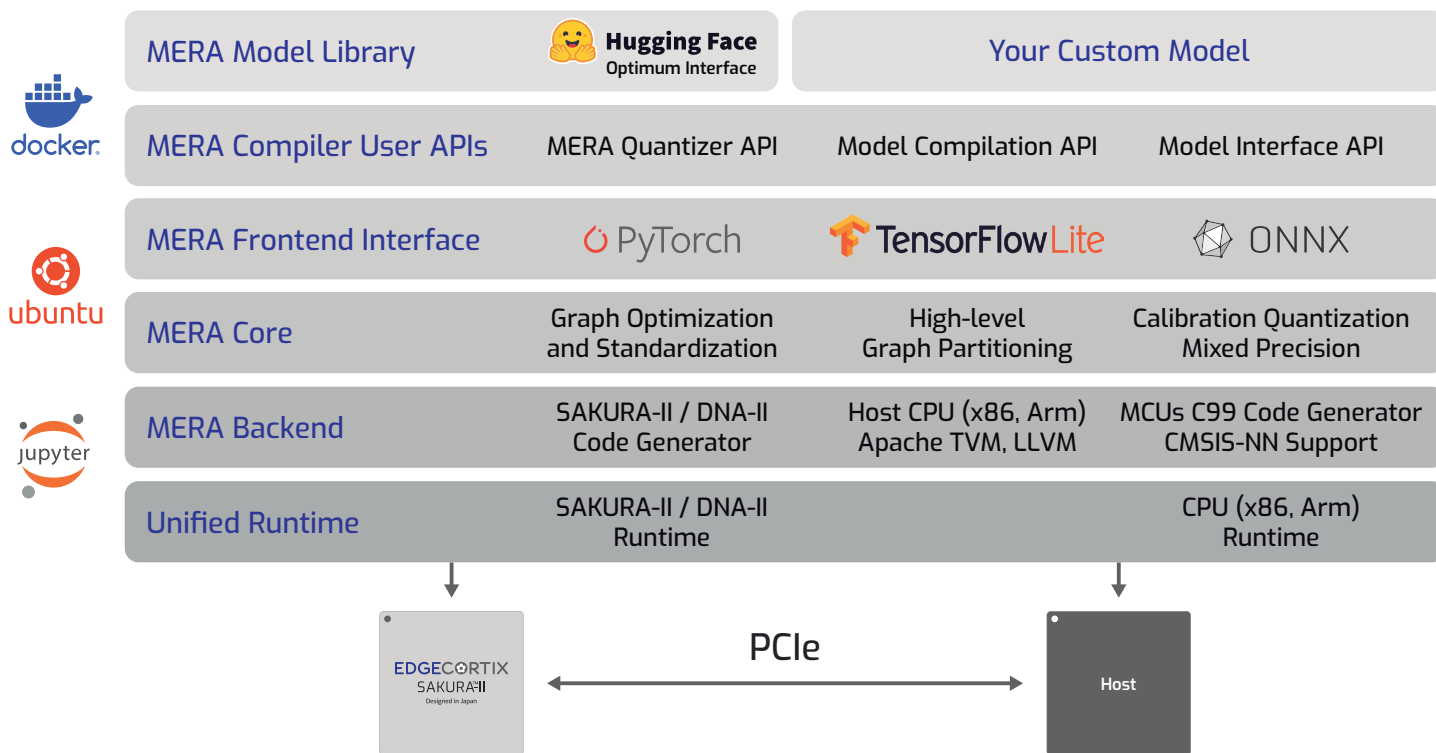 MERA Model Library
Hugging Face
Optimum Interface
Your Custom Model
docker
MERA Compiler User APIs
MERA Quantizer API
Model Compilation API
Model Interface API
MERA Frontend Interface
PyTorch
TensorFlow Lite
ONNX
ubuntu
MERA Core
Graph Optimization
and Standardization
High-level
Graph Partitioning
Calibration Quantization
Mixed Precision
jupyter
MERA Backend
SAKURA-II / DNA-II
Code Generator
Host CPU (x86, Arm)
Apache TVM, LLVM
MCUs C99 Code Generator
CMSIS-NN Support
Unified Runtime
SAKURA-II / DNA-II
Runtime
CPU (x86, Arm)
Runtime
EDGECORTIX
SAKURA-II
Designed in Japan
PCIe
Host